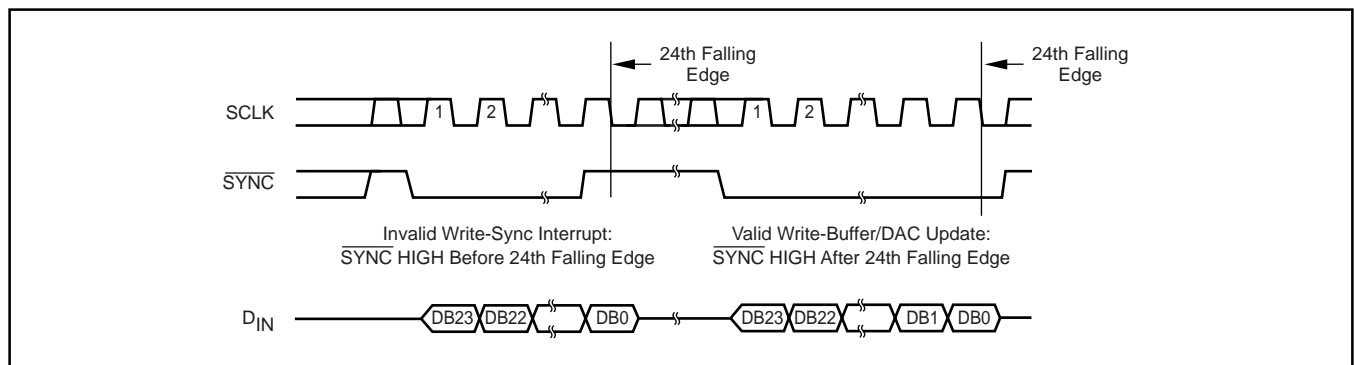 24th Falling
Edge
24th Falling
Edge
SCLK
1
2
1
2
SYNC
Invalid Write-Sync Interrupt:
SYNC HIGH Before 24th Falling Edge
Valid Write-Buffer/DAC Update:
SYNC HIGH After 24th Falling Edge
DIN
DB23
DB22
DB0
DB23
DB22
DB1
DB0